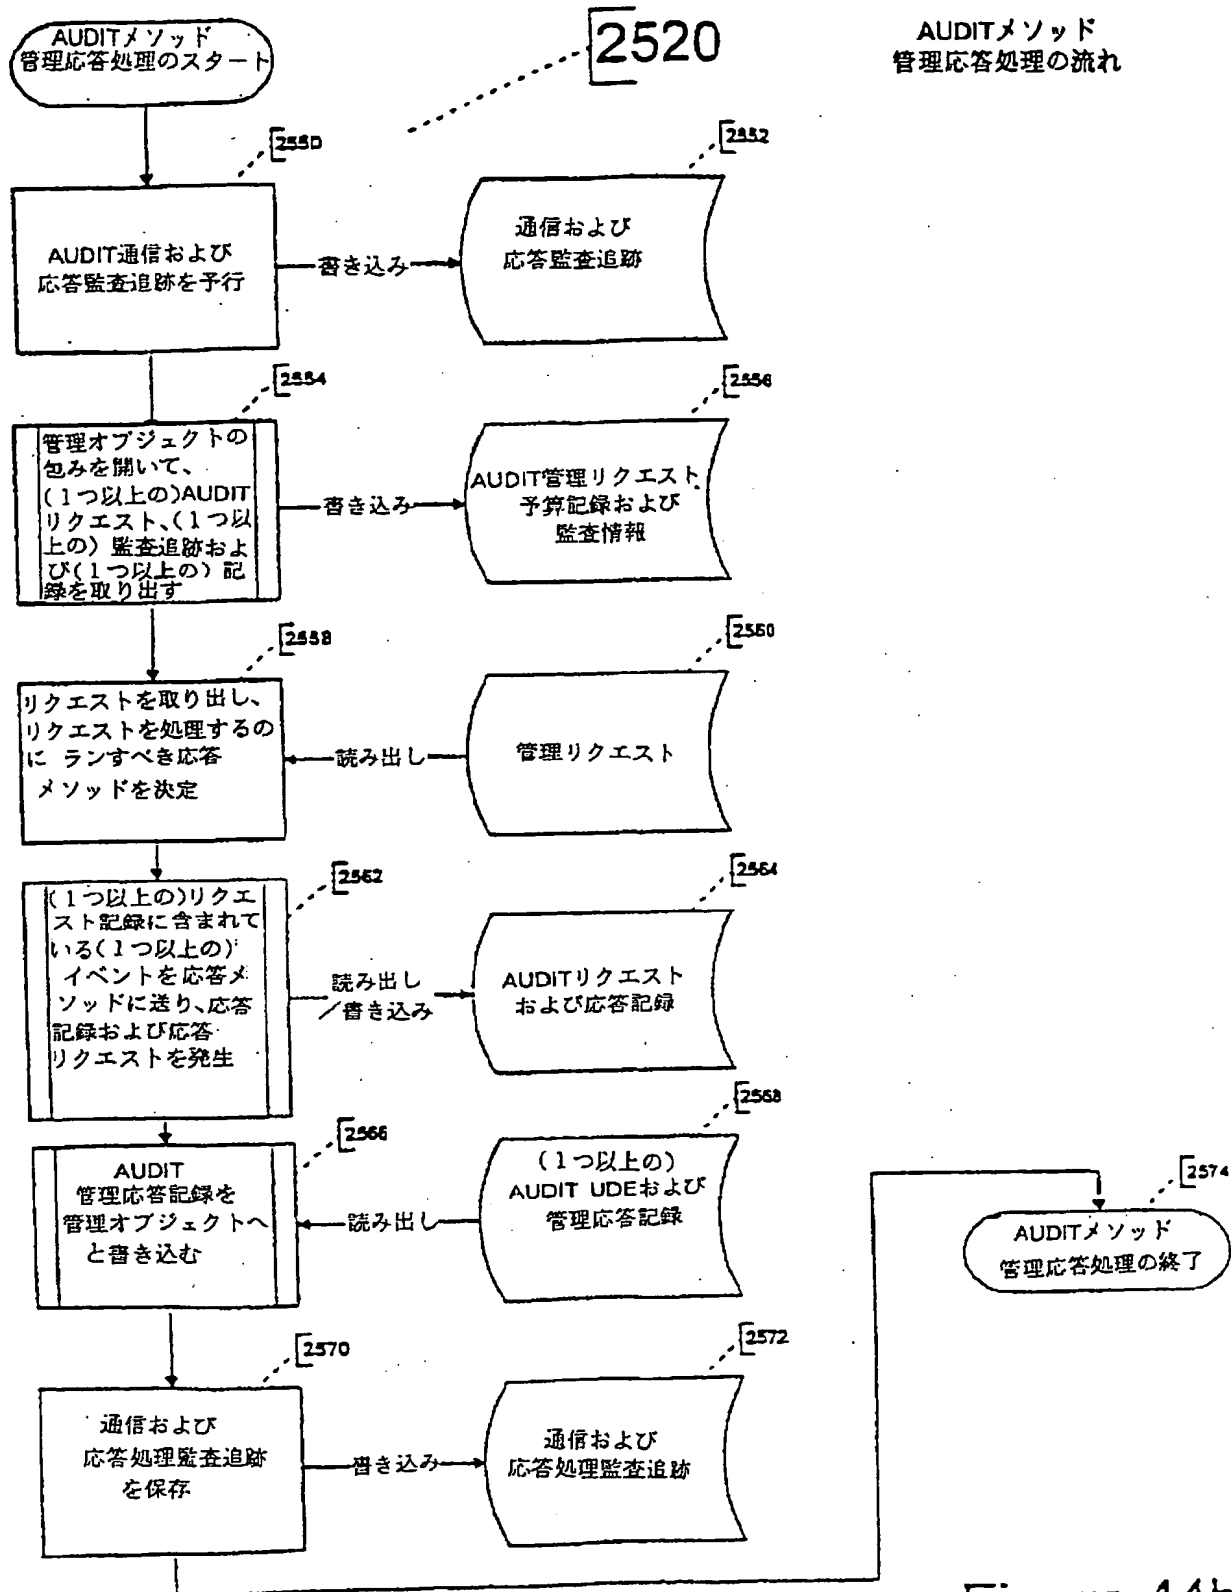 AUDITメソッド
管理応答処理のスタート
2520
AUDITメソッド
管理応答処理の流れ
2550
2552
AUDIT通信および
応答監査追跡を予行
書き込み
通信および
応答監査追跡
2554
2556
管理オブジェクトの
包みを開いて、
(1つ以上の)AUDIT
リクエスト、(1つ以
上の) 監査追跡およ
び(1つ以上の) 記
録を取り出す
書き込み
AUDIT管理リクエスト
予算記録および
監査情報
2558
2560
リクエストを取り出し、
リクエストを処理するの
に ランすべき応答
メソッドを決定
読み出し
管理リクエスト
2562
2564
(1つ以上の)リクエ
スト記録に含まれて
いる(1つ以上の)
イベントを応答メ
ソッドに送り、応答
記録および応答
リクエストを発生
読み出し
/書き込み
AUDITリクエスト
および応答記録
2566
2568
AUDIT
管理応答記録を
管理オブジェクトへ
と書き込む
読み出し
(1つ以上の)
AUDIT UDEおよび
管理応答記録
2574
AUDITメソッド
管理応答処理の終了
2570
2572
通信および
応答処理監査追跡
を保存
書き込み
通信および
応答処理監査追跡